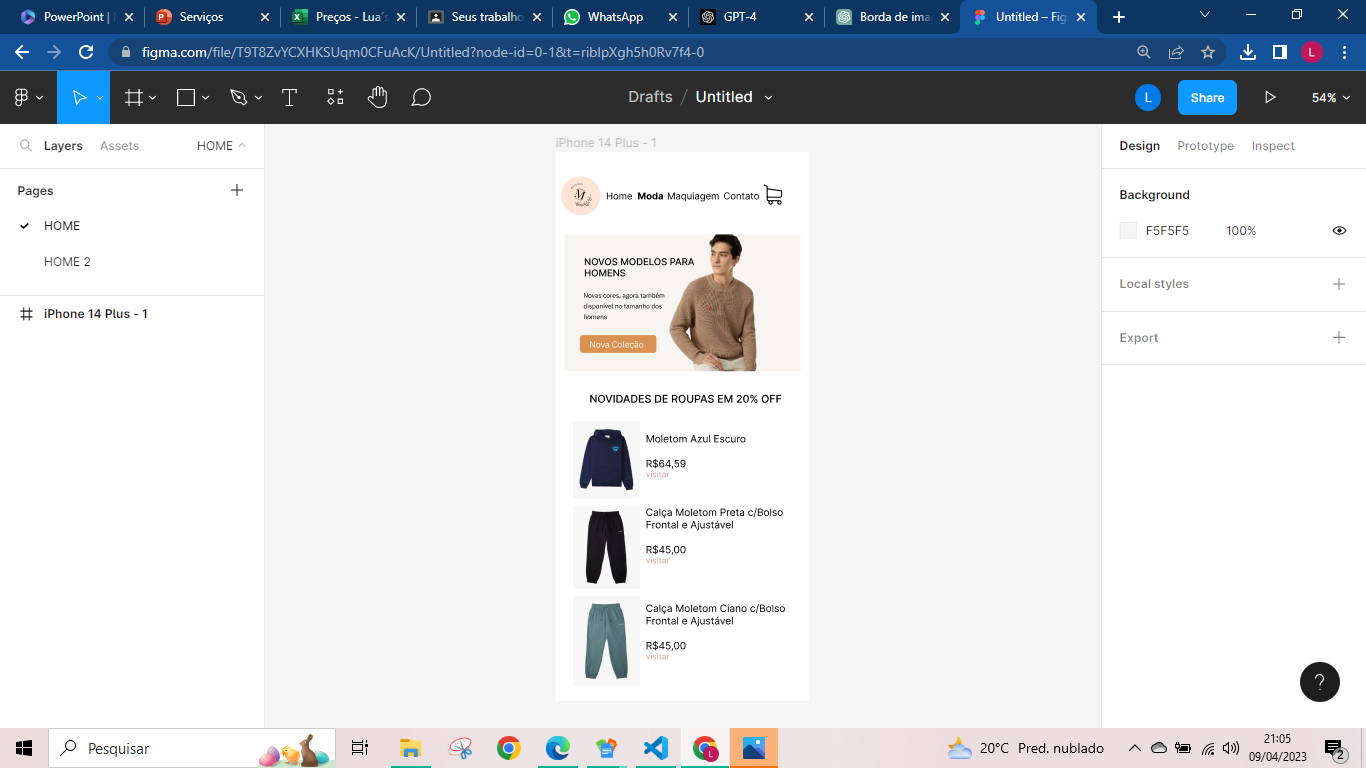 PowerPoint | M
Serviços
Preços - Lua´s
Seus trabalho
WhatsApp
GPT-4
Borda de ima
Untitled – Fig
figma.com/file/T9T8ZvYCXHKSUqm0CFuAcK/Untitled?node-id=0-1&t=riblpXgh5h0Rv7f4-0
L
Drafts / Untitled
L
Share
54%
Layers
Assets
HOME
Pages
HOME
HOME 2
iPhone 14 Plus - 1
iPhone 14 Plus - 1
M
Home Moda Maquiagem Contato
NOVOS MODELOS PARA
HOMENS
Novas cores, agora também
disponível no tamanho dos
homens
Nova Coleção
NOVIDADES DE ROUPAS EM 20% OFF
Moletom Azul Escuro
R$64,59
visitar
Calça Moletom Preta c/Bolso
Frontal e Ajustável
R$45,00
visitar
Calça Moletom Ciano c/Bolso
Frontal e Ajustável
R$45,00
visitar
Design
Prototype
Inspect
Background
F5F5F5
100%
Local styles
Export
?
Pesquisar
L
20°C Pred. nublado
21:05
09/04/2023
2